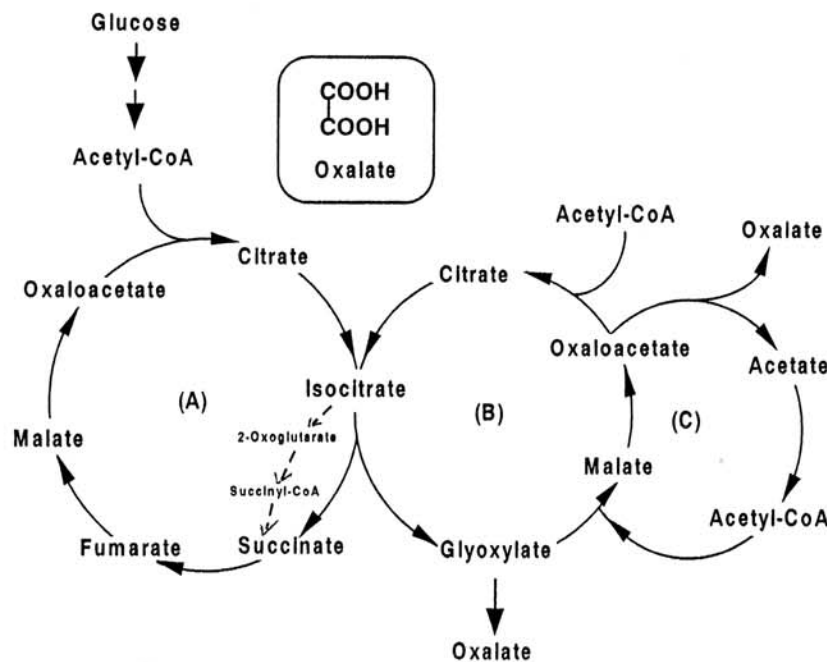 Glucose
COOH
COOH
Oxalate
Acetyl-CoA
Acetyl-CoA
Oxalate
Citrate
Citrate
Oxaloacetate
Oxaloacetate
Acetate
Isocitrate
(A)
(B)
(C)
2-Oxoglutarate
Malate
Malate
Succinyl-CoA
Acetyl-CoA
Fumarate
Succinate
Glyoxylate
Oxalate